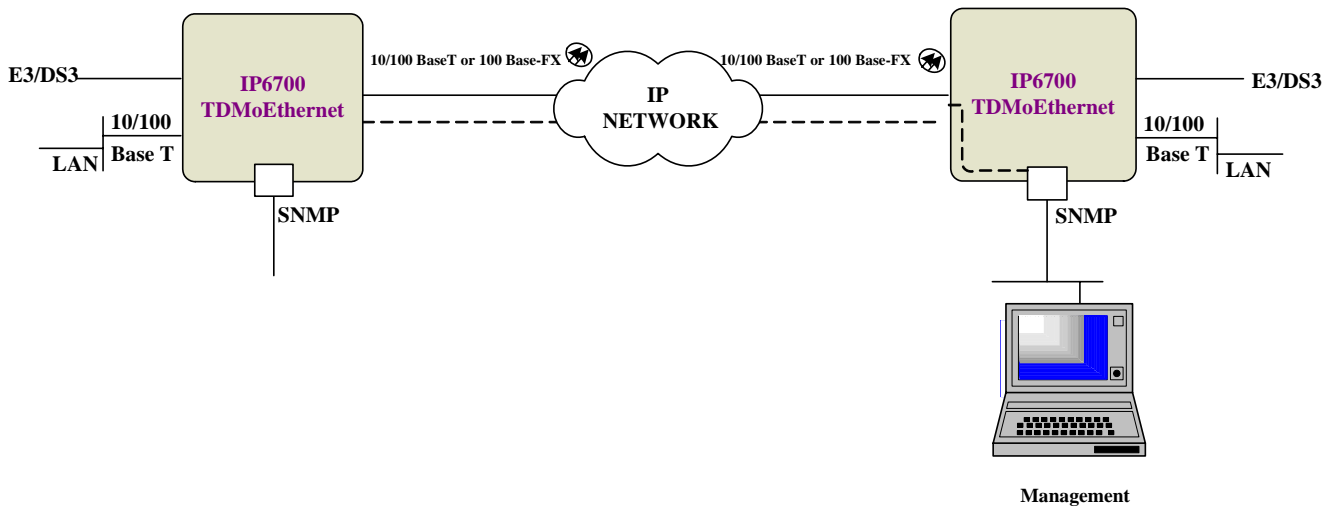 10/100 BaseT or 100 Base-FX
10/100 BaseT or 100 Base-FX
E3/DS3
IP6700
TDMoEthernet
IP
NETWORK
IP6700
TDMoEthernet
E3/DS3
10/100
Base T
LAN
10/100
Base T
LAN
SNMP
SNMP
Management